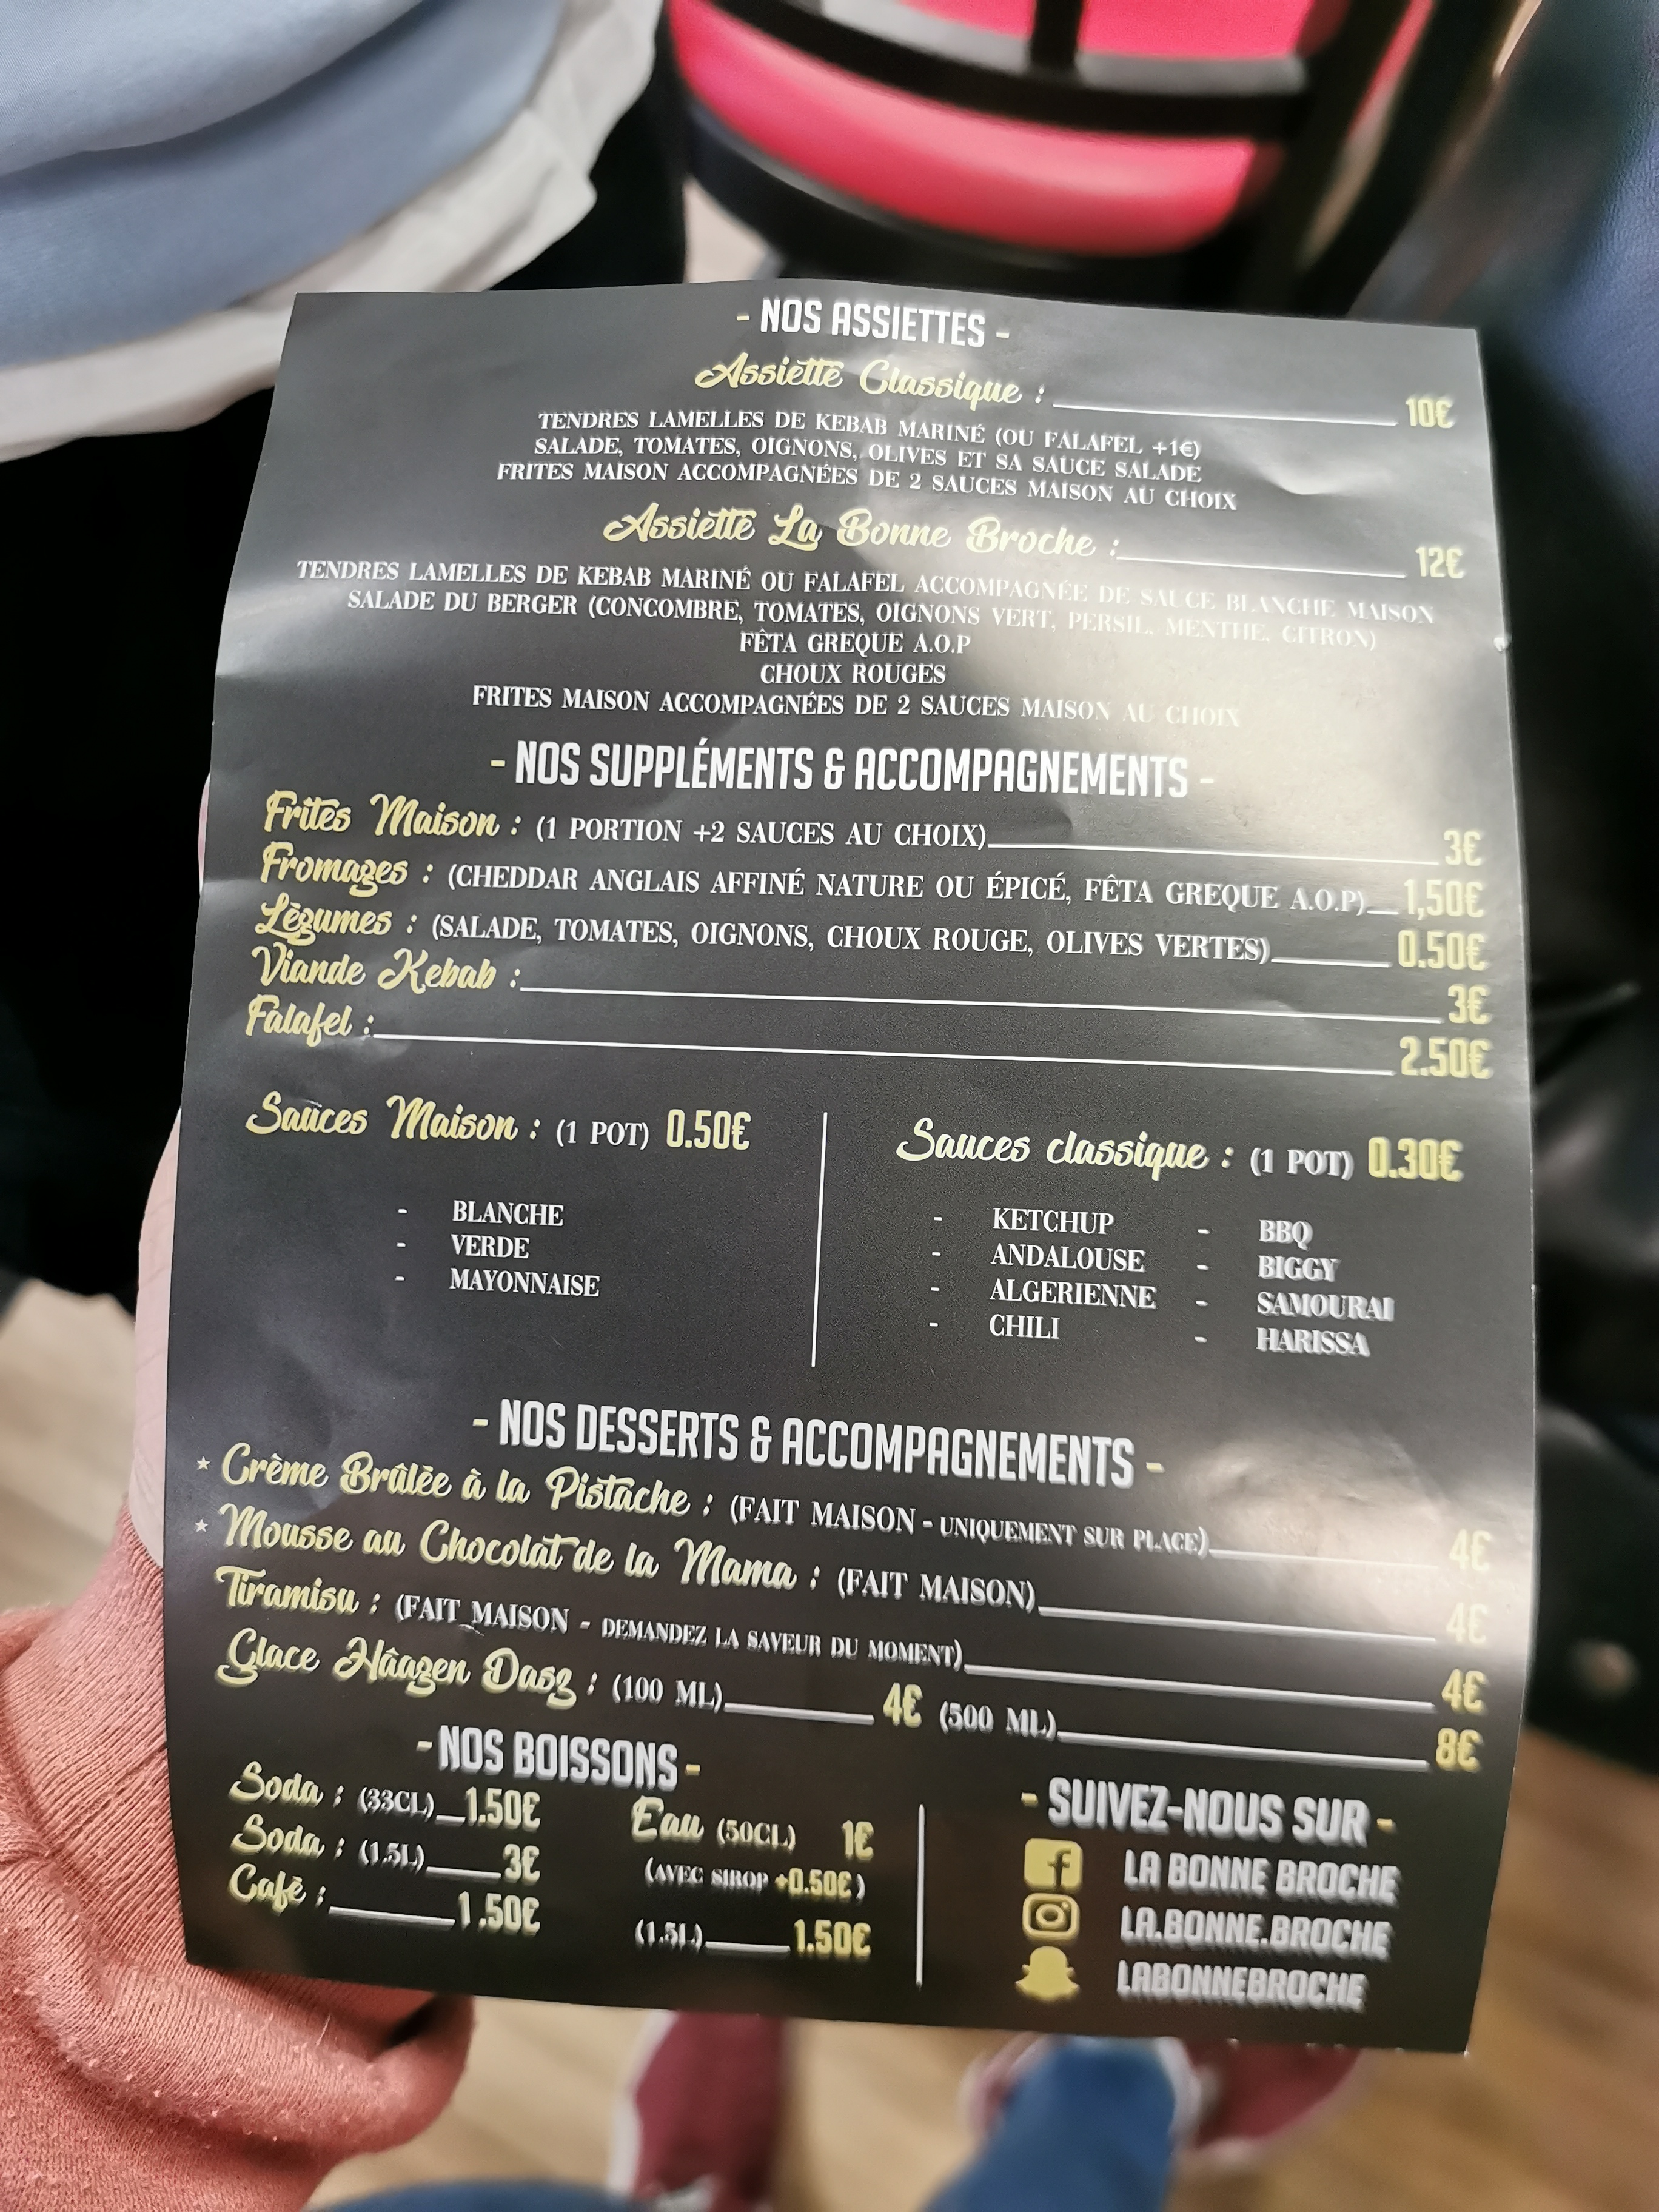 - NOS ASSIETTES -
Assiette Classique : 10€
TENDRES LAMELLES DE KEBAB MARINÉ (OU FALAFEL +1€)
SALADE, TOMATES, OIGNONS, OLIVES ET SA SAUCE SALADE
FRITES MAISON ACCOMPAGNÉES DE 2 SAUCES MAISON AU CHOIX
Assiette La Bonne Broche : 12€
TENDRES LAMELLES DE KEBAB MARINÉ OU FALAFEL ACCOMPAGNÉE DE SAUCE BLANCHE MAISON
SALADE DU BERGER (CONCOMBRE, TOMATES, OIGNONS VERT, PERSIL, MENTHE, CITRON)
FÊTA GREQUE A.O.P
CHOUX ROUGES
FRITES MAISON ACCOMPAGNÉES DE 2 SAUCES MAISON AU CHOIX
- NOS SUPPLÉMENTS & ACCOMPAGNEMENTS -
Frites Maison : (1 PORTION +2 SAUCES AU CHOIX) 3€
Fromages : (CHEDDAR ANGLAIS AFFINÉ NATURE OU ÉPICÉ, FÊTA GREQUE A.O.P) 1,50€
Légumes : (SALADE, TOMATES, OIGNONS, CHOUX ROUGE, OLIVES VERTES) 0.50€
Viande Kebab : 3€
Falafel : 2.50€
Sauces Maison : (1 POT) 0.50€
- BLANCHE
- VERDE
- MAYONNAISE
Sauces classique : (1 POT) 0.30€
- KETCHUP - BBQ
- ANDALOUSE - BIGGY
- ALGERIENNE - SAMOURAI
- CHILI - HARISSA
- NOS DESSERTS & ACCOMPAGNEMENTS -
★ Crème Brûlée à la Pistache : (FAIT MAISON - UNIQUEMENT SUR PLACE) 4€
★ Mousse au Chocolat de la Mama : (FAIT MAISON) 4€
Tiramisu : (FAIT MAISON - DEMANDEZ LA SAVEUR DU MOMENT) 4€
Glace Hâagen Dasz : (100 ML) 4€ (500 ML) 8€
- NOS BOISSONS -
Soda : (33CL) 1.50€
Soda : (1.5L) 3€
Café : 1.50€
Eau (50CL) 1€
(AVEC SIROP +0.50€)
(1.5L) 1.50€
- SUIVEZ-NOUS SUR -
LA BONNE BROCHE
LA.BONNE.BROCHE
LABONNEBROCHE